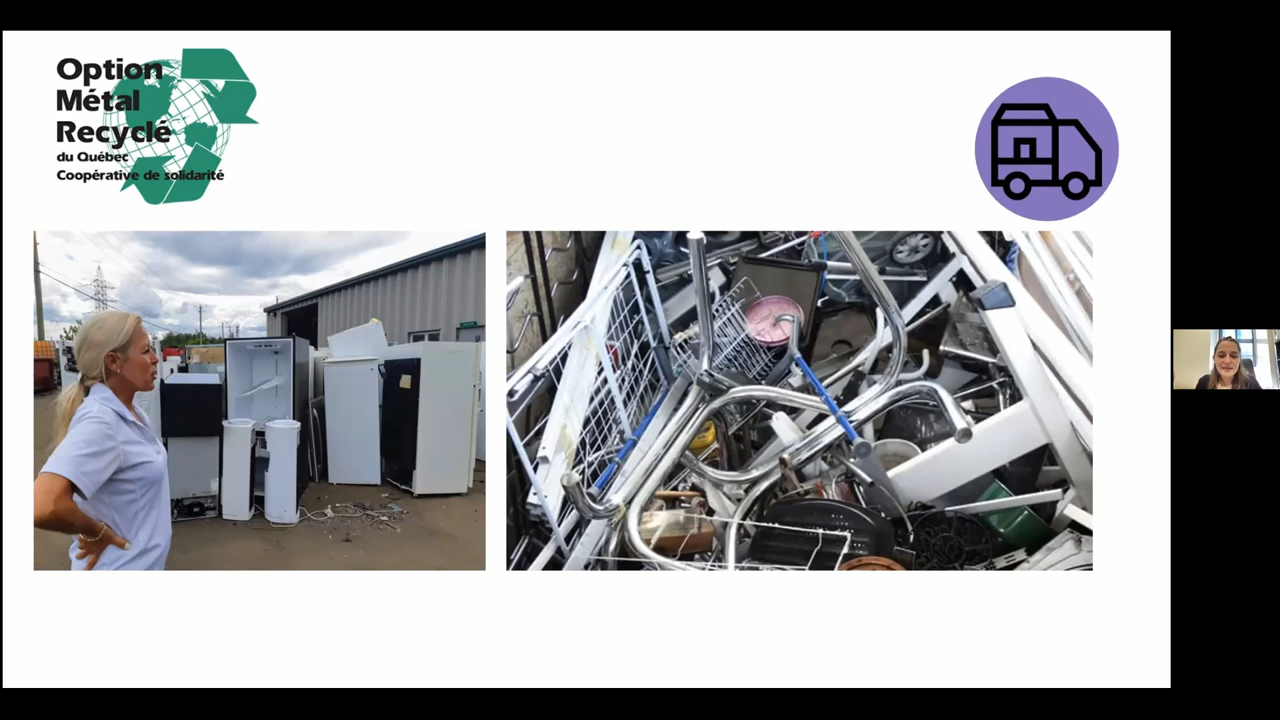 Option
Métal
Recyclé
du Québec
Coopérative de solidarité